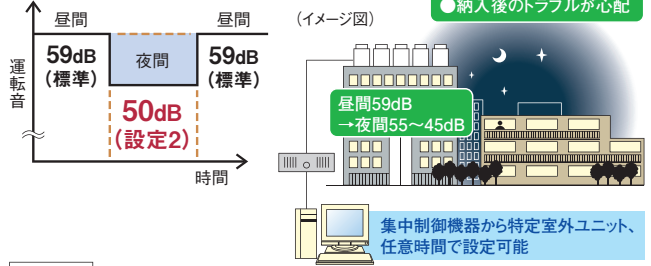 ●納入後のトラブルが心配
昼間
昼間
(イメージ図)
運転音
59dB
(標準)
夜間
59dB
(標準)
50dB
(設定2)
時間
昼間59dB
→夜間55～45dB
集中制御機器から特定室外ユニット、
任意時間で設定可能